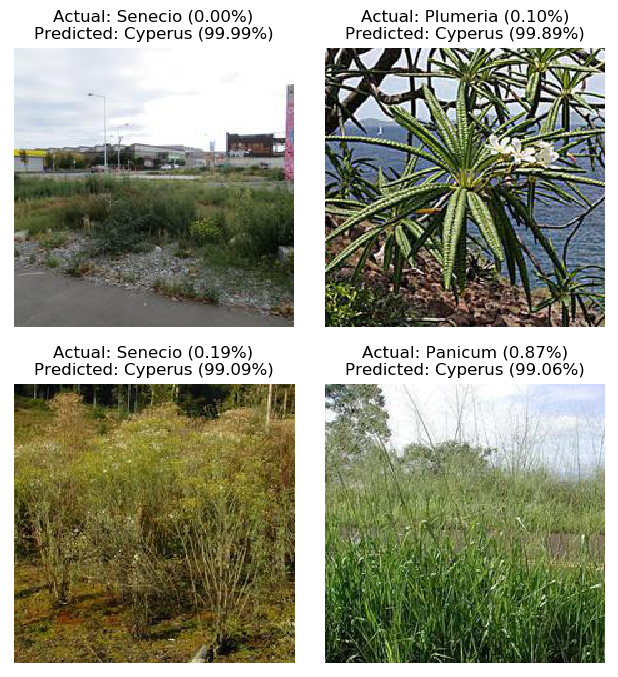 Actual: Senecio (0.00%)
Predicted: Cyperus (99.99%)
Actual: Plumeria (0.10%)
Predicted: Cyperus (99.89%)
Actual: Senecio (0.19%)
Predicted: Cyperus (99.09%)
Actual: Panicum (0.87%)
Predicted: Cyperus (99.06%)